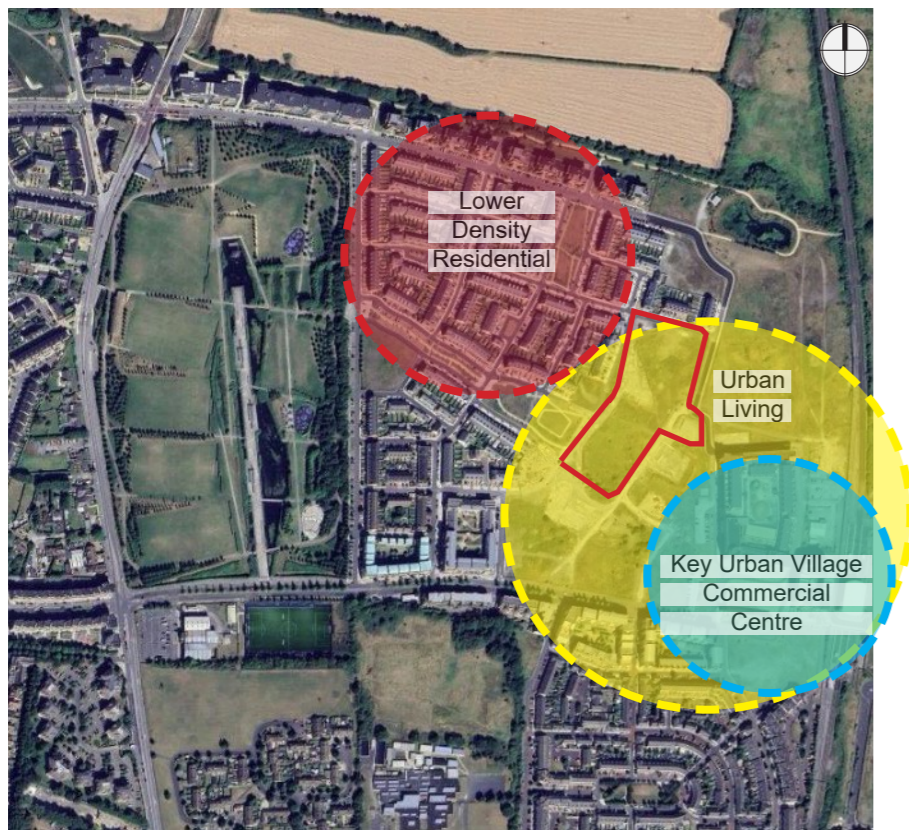 Lower
Density
Residential
Urban
Living
Key Urban Village
Commercial
Centre